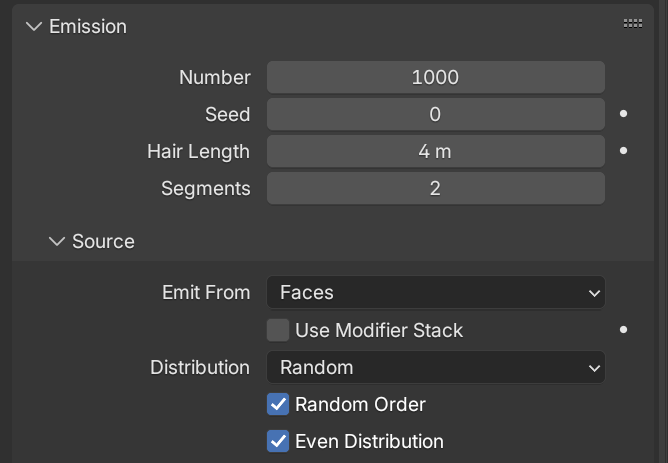 Emission
Number 1000
Seed 0
Hair Length 4 m
Segments 2
Source
Emit From Faces
Use Modifier Stack
Distribution Random
Random Order
Even Distribution